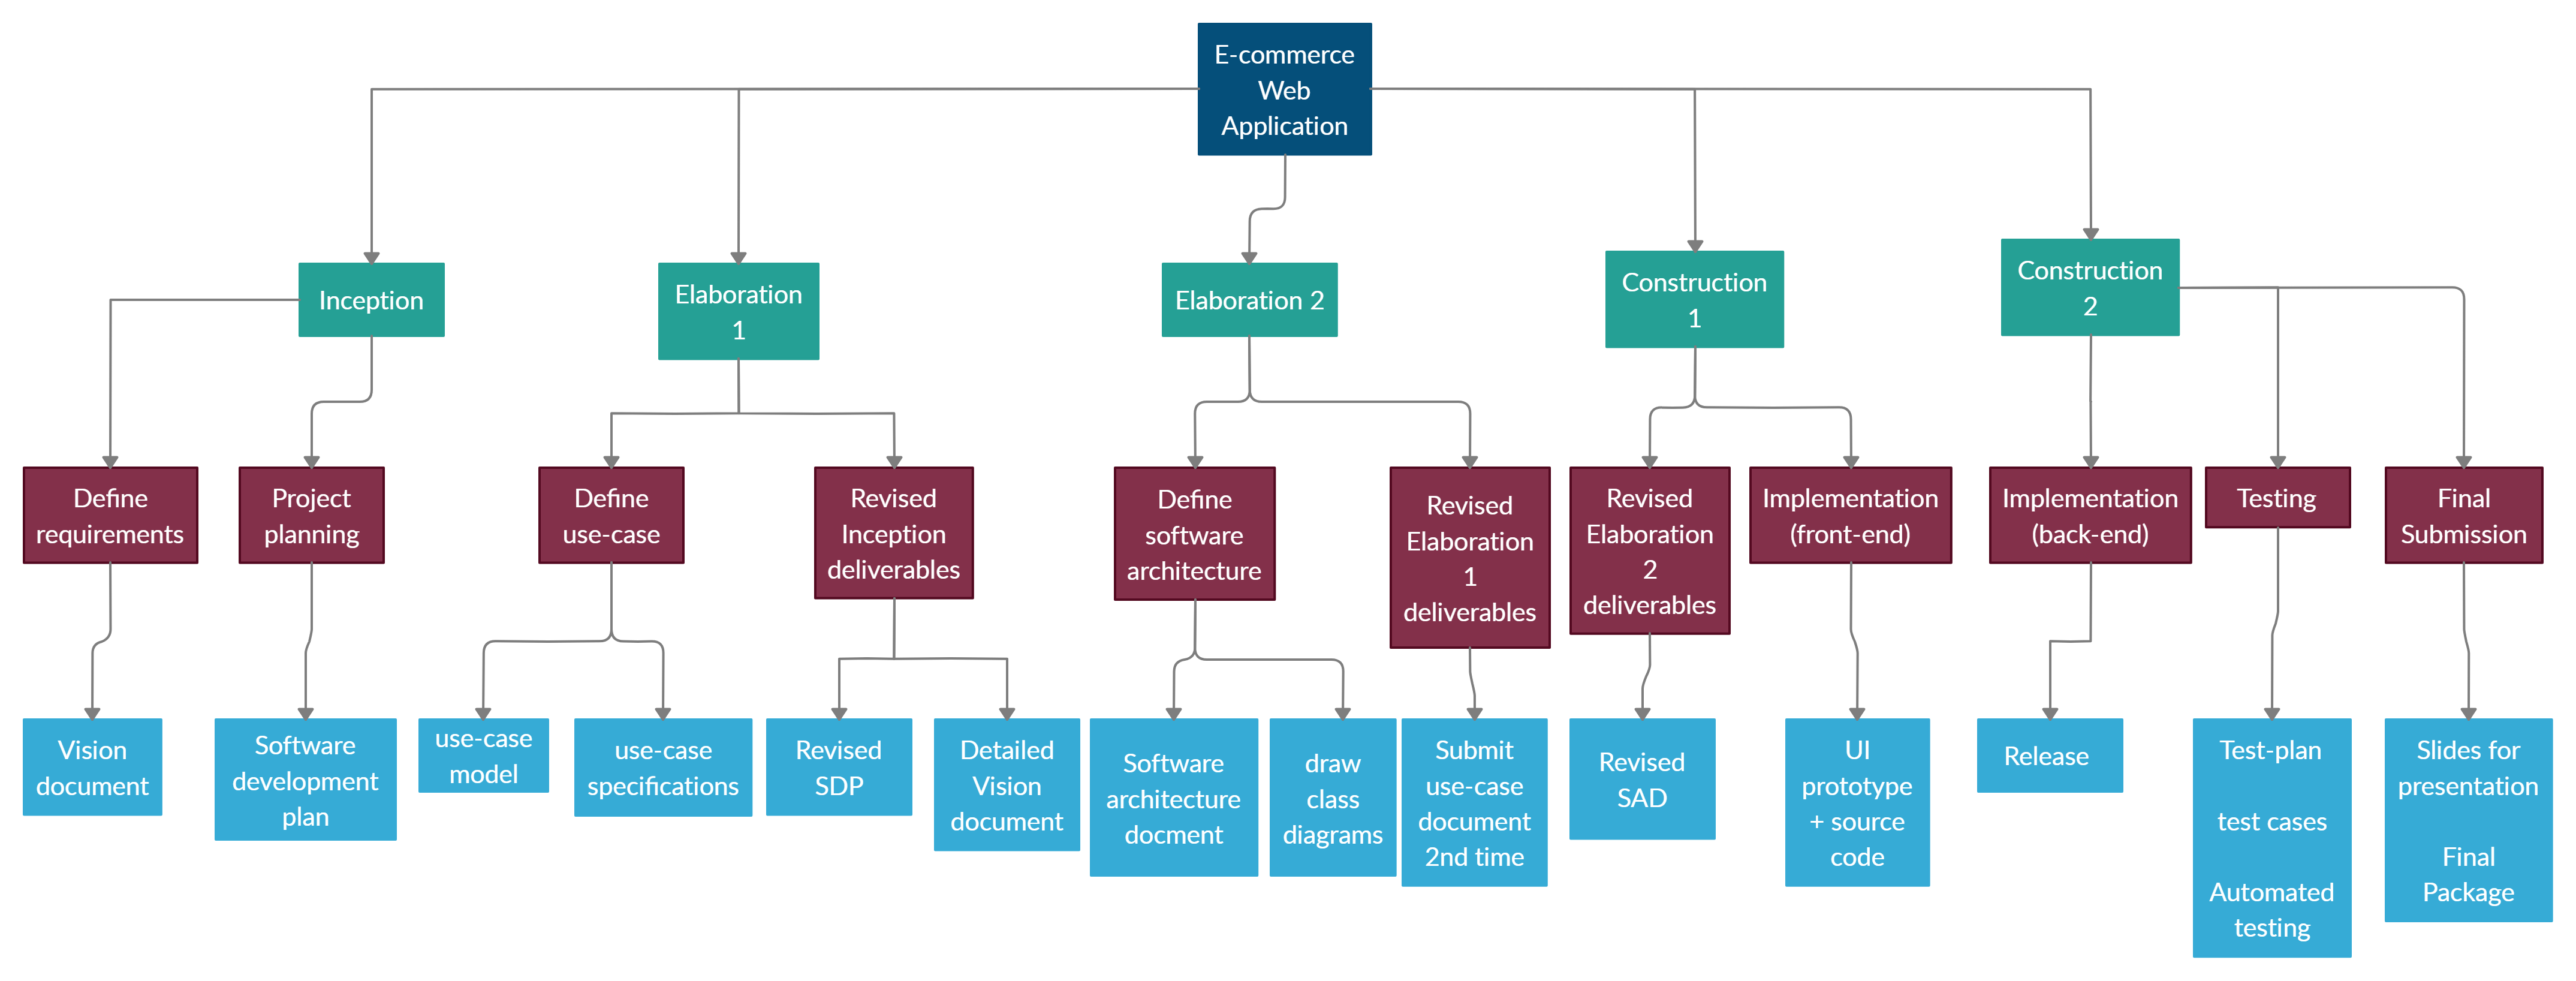 E-commerce
Web
Application
Inception
Elaboration
1
Elaboration 2
Construction
1
Construction
2
Define
requirements
Project
planning
Define
use-case
Revised
Inception
deliverables
Define
software
architecture
Revised
Elaboration
1
deliverables
Revised
Elaboration
2
deliverables
Implementation
(front-end)
Implementation
(back-end)
Testing
Final
Submission
Vision
document
Software
development
plan
use-case
model
use-case
specifications
Revised
SDP
Detailed
Vision
document
Software
architecture
docment
draw
class
diagrams
Submit
use-case
document
2nd time
Revised
SAD
UI
prototype
+ source
code
Release
Test-plan
test cases
Automated
testing
Slides for
presentation
Final
Package